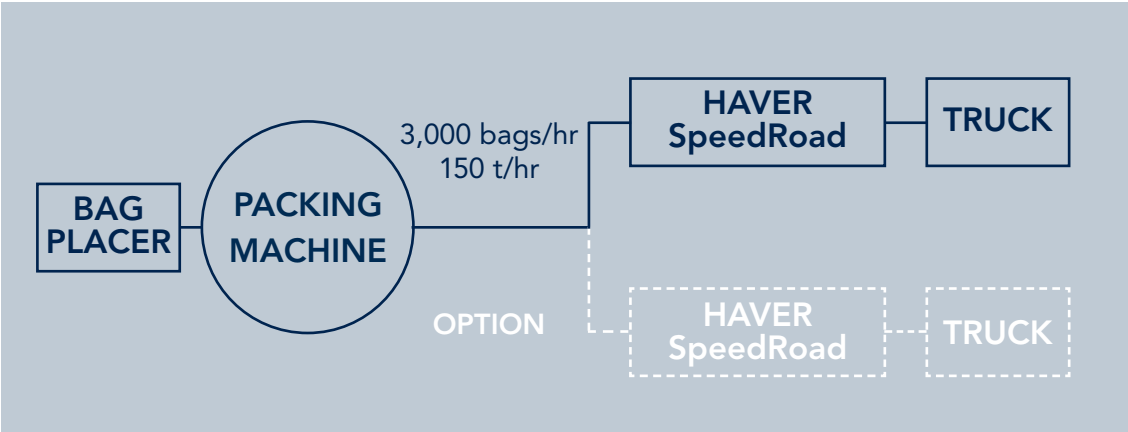 BAG
PLACER
PACKING
MACHINE
3,000 bags/hr
150 t/hr
HAVER
SpeedRoad
TRUCK
OPTION
HAVER
SpeedRoad
TRUCK